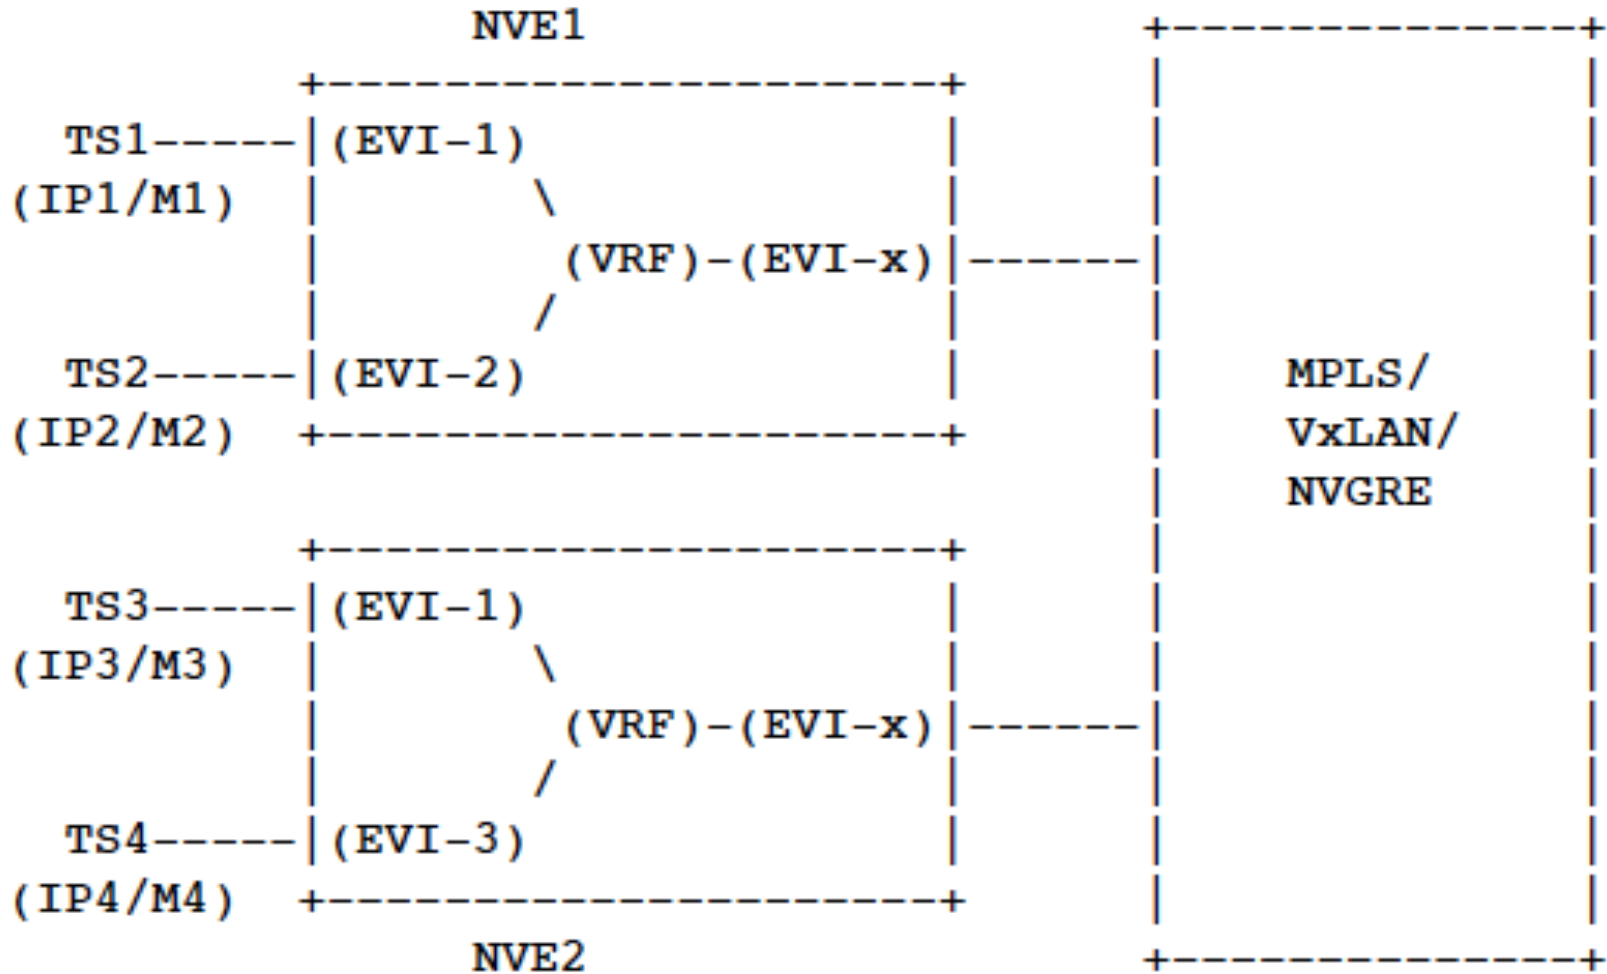 NVE1                       +--------------+
          +---------------------+      |              |
  TS1-----|(EVI-1)              |      |              |
(IP1/M1)  |       \             |      |              |
          |        (VRF)-(EVI-x)|------|              |
          |       /             |      |              |
  TS2-----|(EVI-2)              |      |    MPLS/     |
(IP2/M2)  +---------------------+      |    VxLAN/    |
                                       |    NVGRE     |
          +---------------------+      |              |
  TS3-----|(EVI-1)              |      |              |
(IP3/M3)  |       \             |      |              |
          |        (VRF)-(EVI-x)|------|              |
          |       /             |      |              |
  TS4-----|(EVI-3)              |      |              |
(IP4/M4)  +---------------------+      |              |
                NVE2                   +--------------+